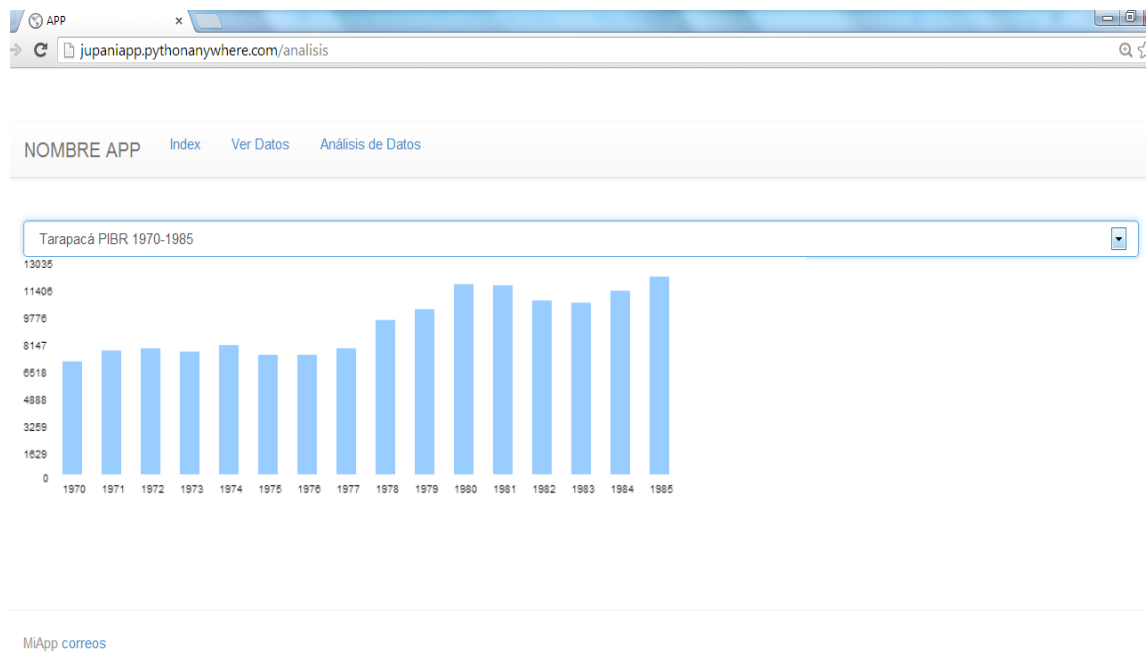 APP x
jupaniapp.pythonanywhere.com/analisis
NOMBRE APP Index Ver Datos Análisis de Datos
Tarapacá PIBR 1970-1985
13035
11406
9776
8147
6518
4888
3259
1629
0
1970 1971 1972 1973 1974 1975 1976 1977 1978 1979 1980 1981 1982 1983 1984 1985
MiApp correos